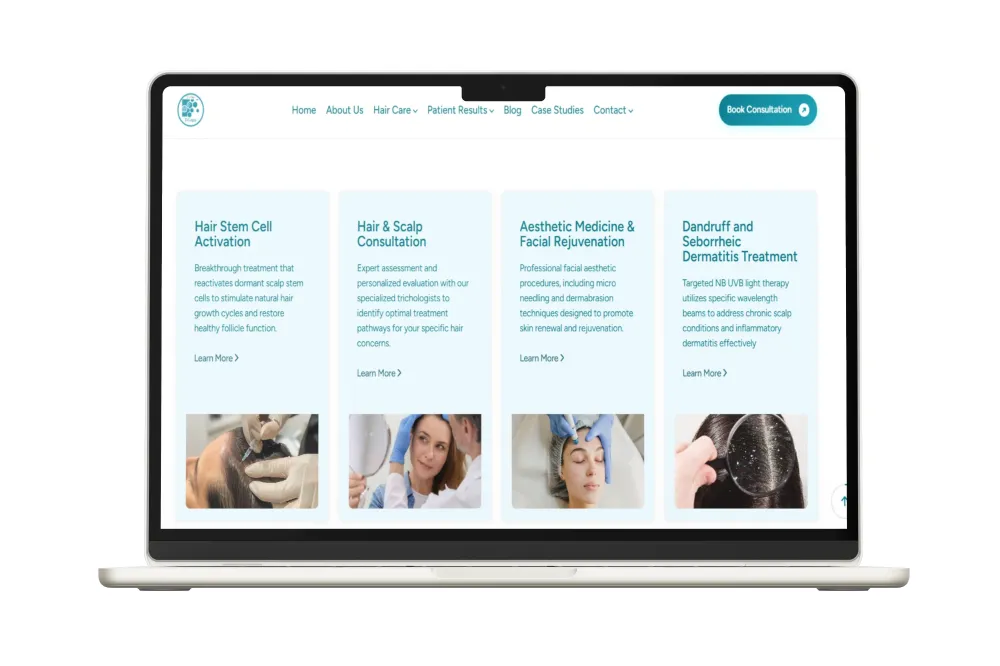 Home About Us Hair Care Patient Results Blog Case Studies Contact
Book Consultation
Hair Stem Cell
Activation
Breakthrough treatment that
reactivates dormant scalp stem
cells to stimulate natural hair
growth cycles and restore
healthy follicle function.
Learn More
Hair & Scalp
Consultation
Expert assessment and
personalized evaluation with our
specialized trichologists to
identify optimal treatment
pathways for your specific hair
concerns.
Learn More
Aesthetic Medicine &
Facial Rejuvenation
Professional facial aesthetic
procedures, including micro
needling and dermabrasion
techniques designed to promote
skin renewal and rejuvenation.
Learn More
Dandruff and
Seborrheic
Dermatitis Treatment
Targeted NB UVB light therapy
utilizes specific wavelength
beams to address chronic scalp
conditions and inflammatory
dermatitis effectively
Learn More